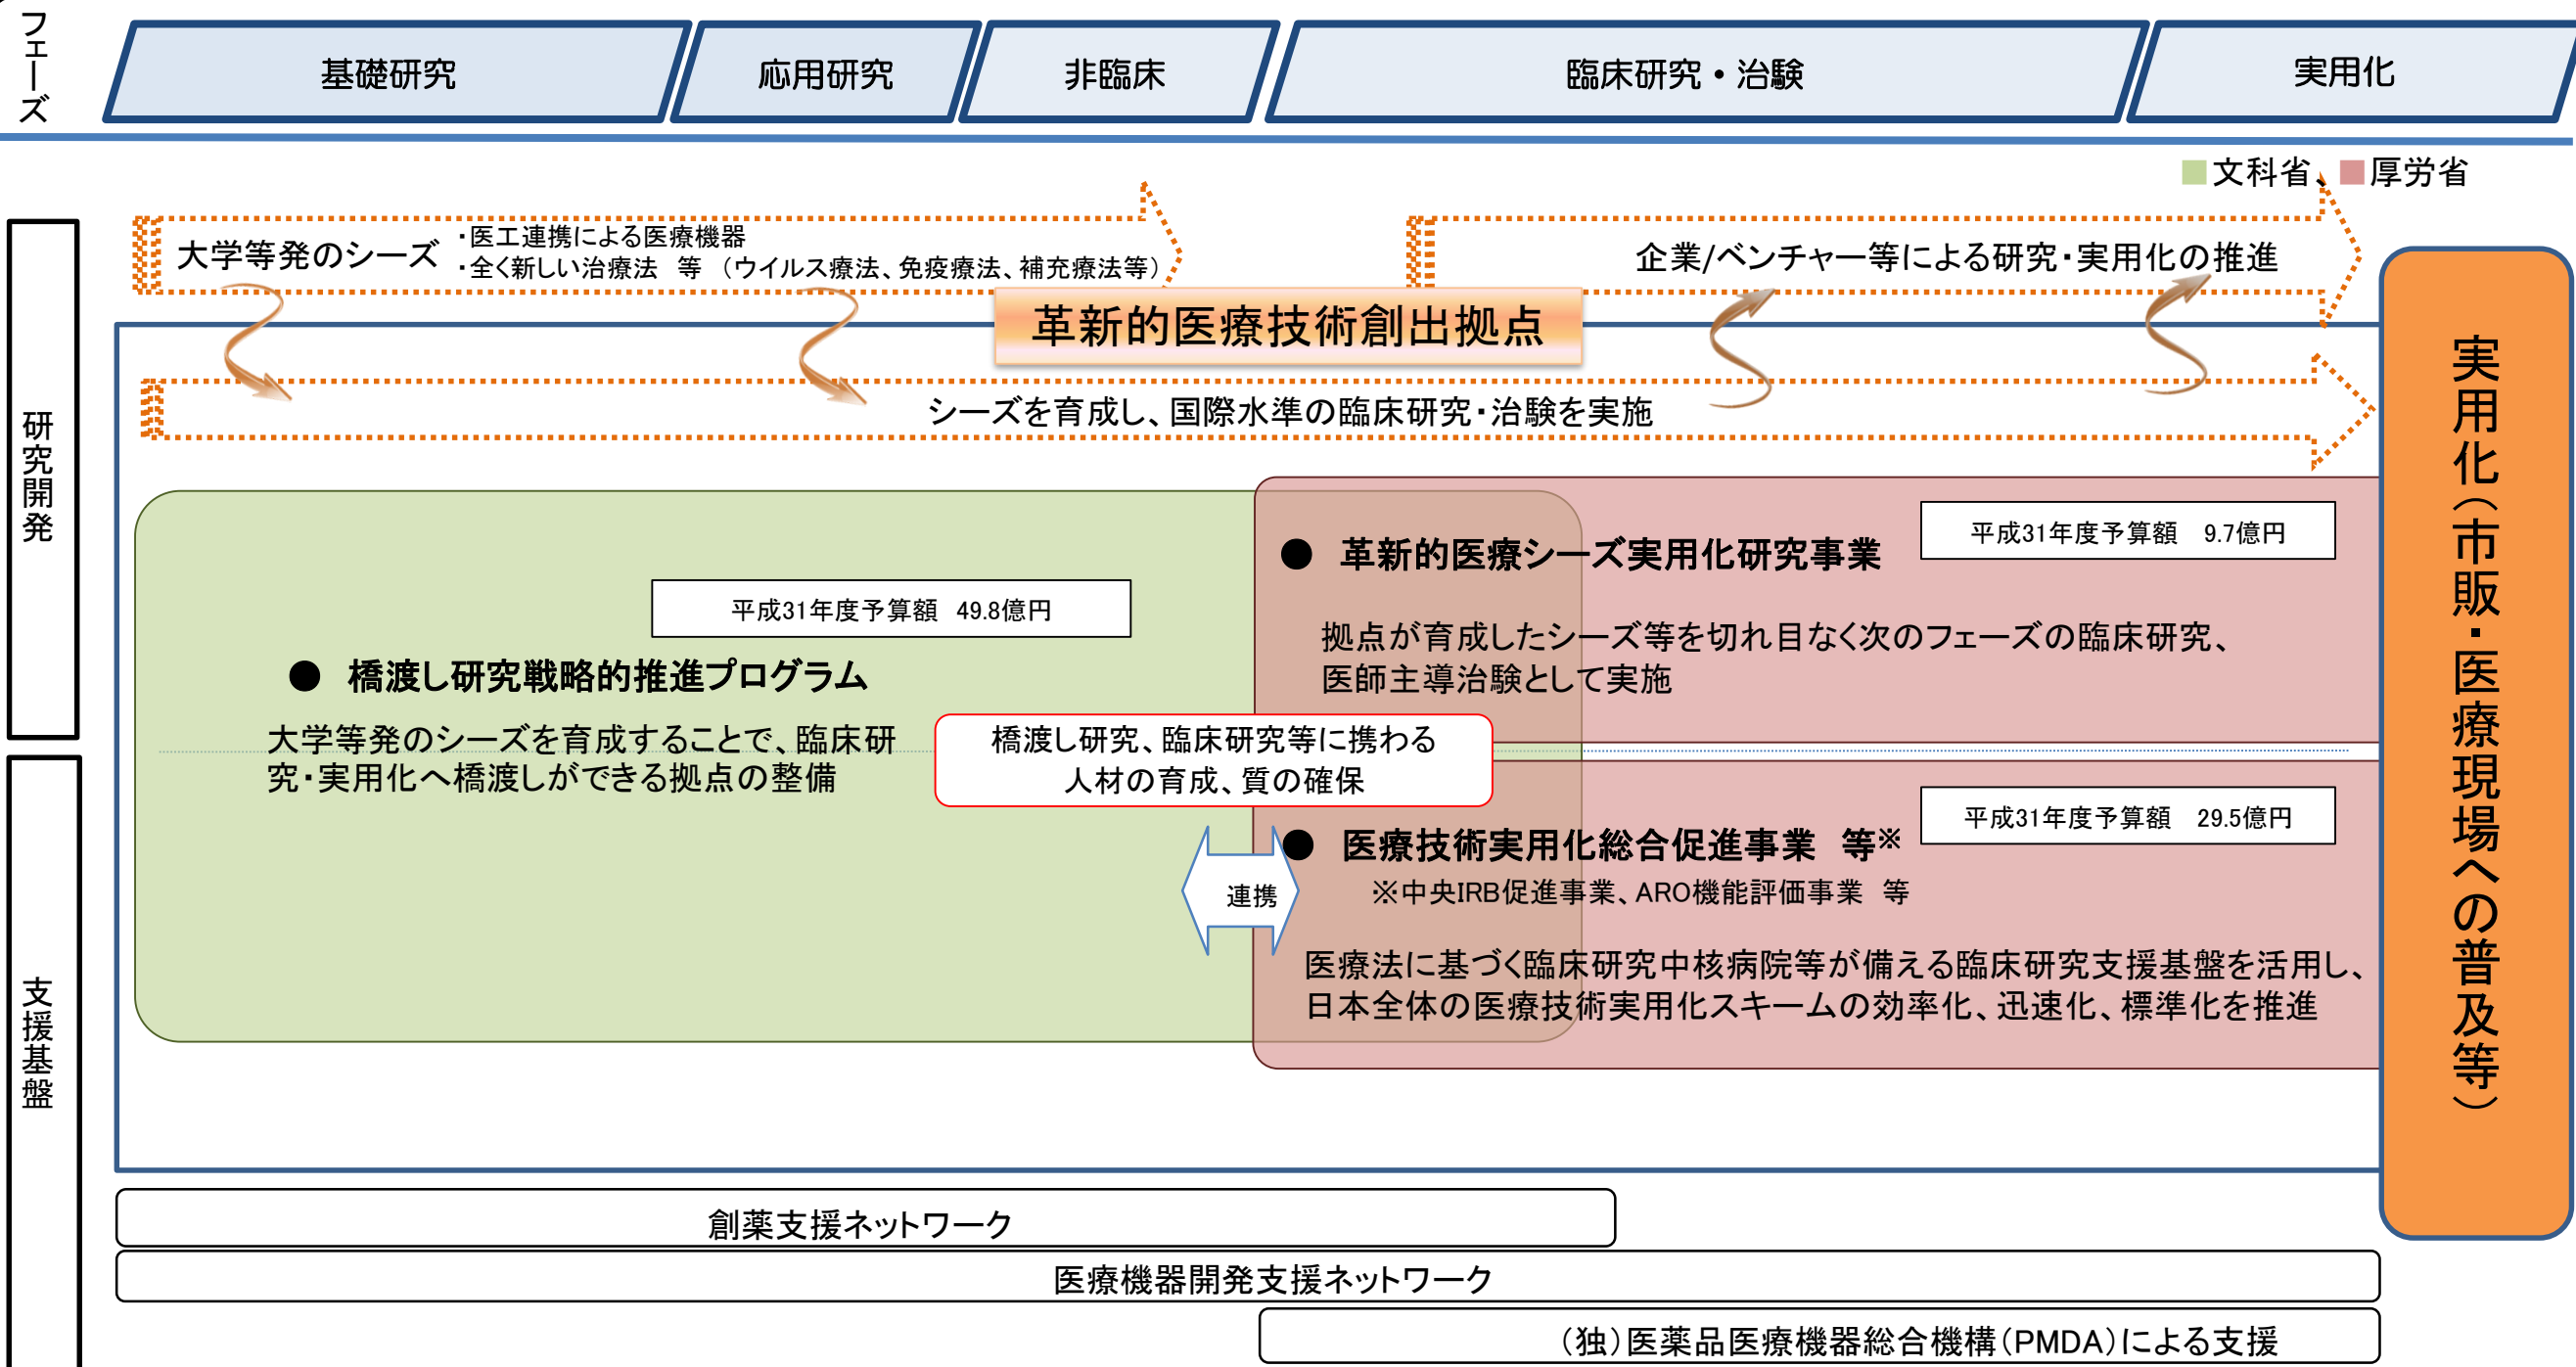 フェーズ
基礎研究
応用研究
非臨床
臨床研究・治験
実用化
■文科省、■厚労省
研究開発
大学等発のシーズ
・医工連携による医療機器
・全く新しい治療法　等　（ウイルス療法、免疫療法、補充療法等）
企業/ベンチャー等による研究・実用化の推進
革新的医療技術創出拠点
シーズを育成し、国際水準の臨床研究・治験を実施
平成31年度予算額　49.8億円
● 橋渡し研究戦略的推進プログラム
大学等発のシーズを育成することで、臨床研
究・実用化へ橋渡しができる拠点の整備
平成31年度予算額　9.7億円
● 革新的医療シーズ実用化研究事業
拠点が育成したシーズ等を切れ目なく次のフェーズの臨床研究、
医師主導治験として実施
橋渡し研究、臨床研究等に携わる
人材の育成、質の確保
支援基盤
連携
平成31年度予算額　29.5億円
● 医療技術実用化総合促進事業　等※
※中央IRB促進事業、ARO機能評価事業　等
医療法に基づく臨床研究中核病院等が備える臨床研究支援基盤を活用し、
日本全体の医療技術実用化スキームの効率化、迅速化、標準化を推進
実用化（市販・医療現場への普及等）
創薬支援ネットワーク
医療機器開発支援ネットワーク
（独）医薬品医療機器総合機構（PMDA）による支援